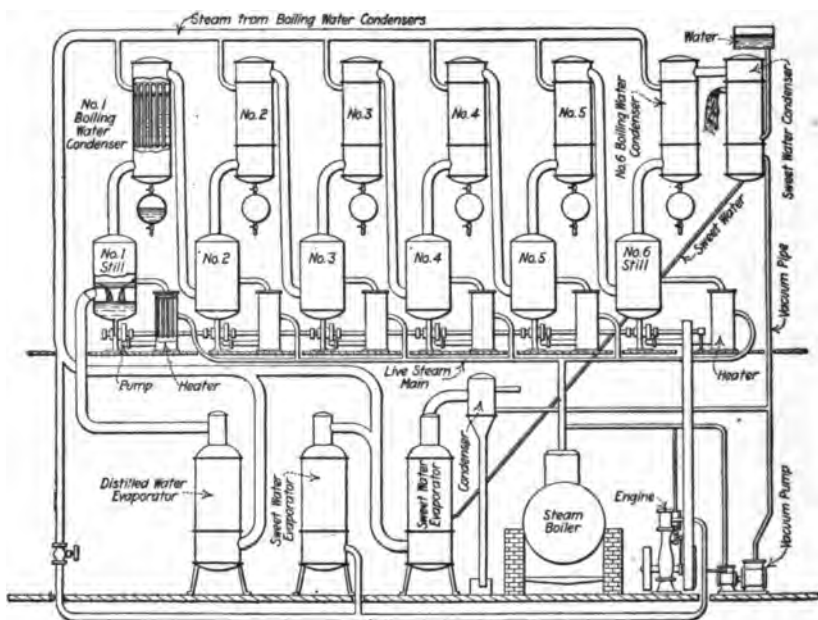 Steam from Boiling Water Condensers
Water
No. 1
Boiling
Water
Condenser
No. 2
No. 3
No. 4
No. 5
No. 6 Boiling Water
Condenser
Sweet Water Condenser
No. 1
Still
No. 2
No. 3
No. 4
No. 5
No. 6
Still
Sweet Water
Vacuum Pipe
Pump
Heater
Live Steam
Main
Heater
Distilled Water
Evaporator
Sweet Water
Evaporator
Sweet Water
Evaporator
Condenser
Steam
Boiler
Engine
Vacuum Pump